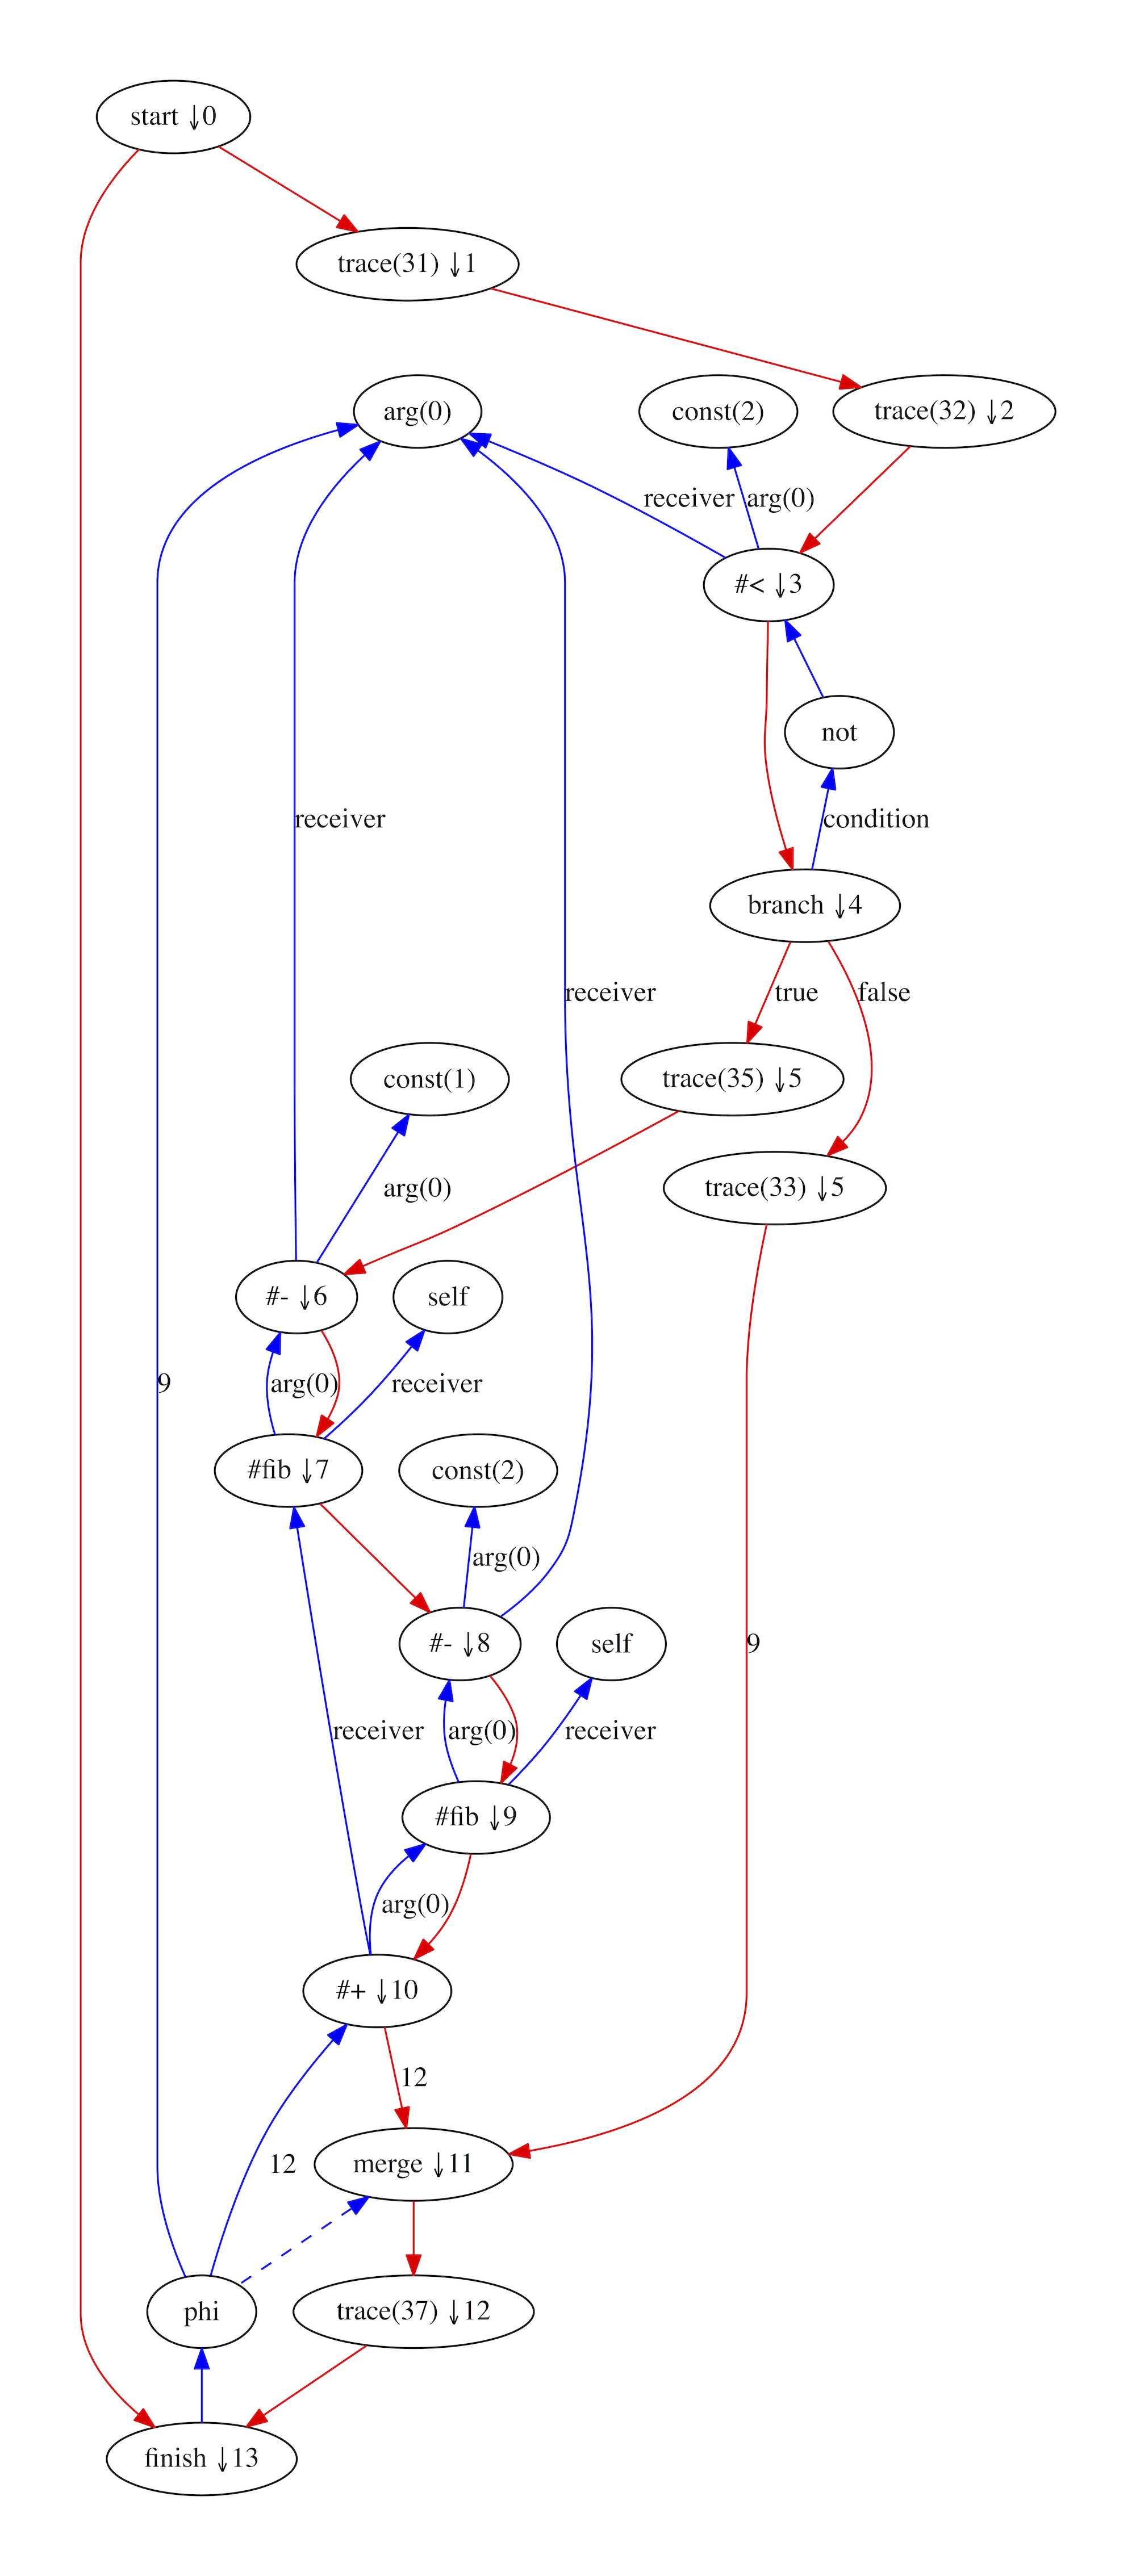 start ↓0
trace(31) ↓1
arg(0)
const(2)
trace(32) ↓2
receiver
arg(0)
#< ↓3
not
receiver
condition
branch ↓4
receiver
true
false
const(1)
trace(35) ↓5
arg(0)
trace(33) ↓5
#- ↓6
self
9
arg(0)
receiver
#fib ↓7
const(2)
arg(0)
#- ↓8
self
9
receiver
arg(0)
receiver
#fib ↓9
arg(0)
#+ ↓10
12
12
merge ↓11
phi
trace(37) ↓12
finish ↓13